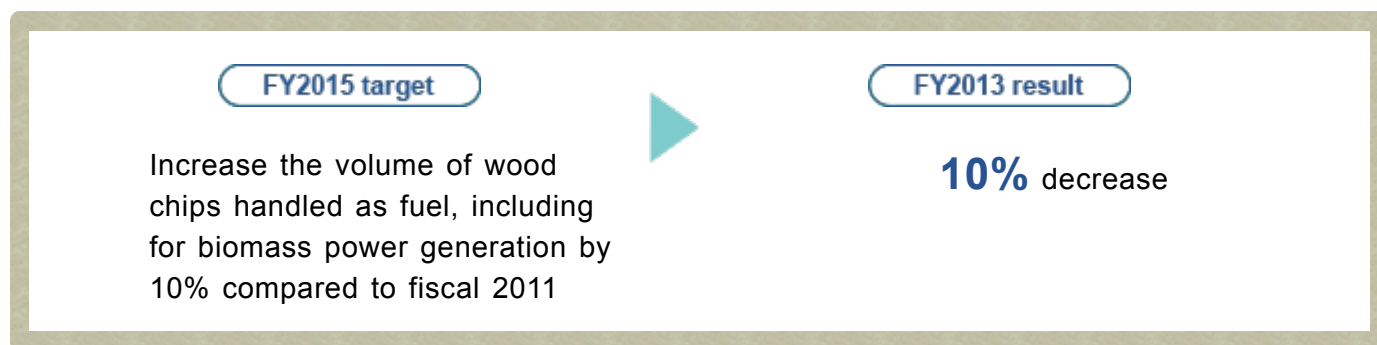 FY2015 target
Increase the volume of wood
chips handled as fuel, including
for biomass power generation by
10% compared to fiscal 2011
FY2013 result
10% decrease